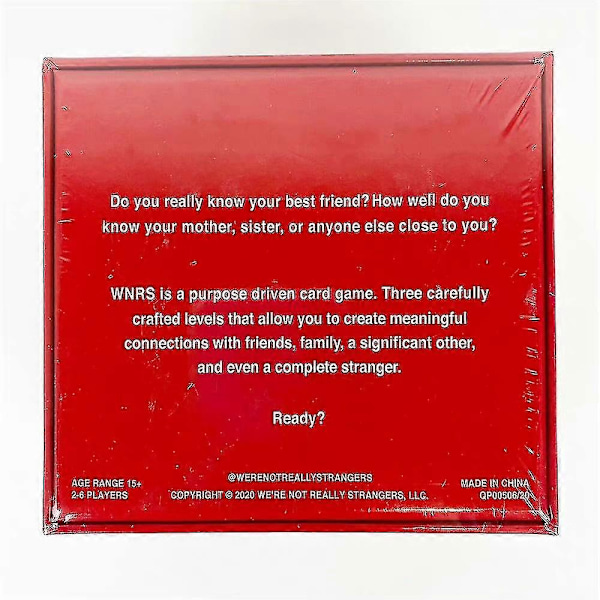 Do you really know your best friend? How well do you
know your mother, sister, or anyone else close to you?
WNRS is a purpose driven card game. Three carefully
crafted levels that allow you to create meaningful
connections with friends, family, a significant other,
and even a complete stranger.
Ready?
@WERENOTREALLYSTRANGERS
AGE RANGE 15+
2-6 PLAYERS
COPYRIGHT © 2020 WE'RE NOT REALLY STRANGERS, LLC.
MADE IN CHINA
QP00506/20